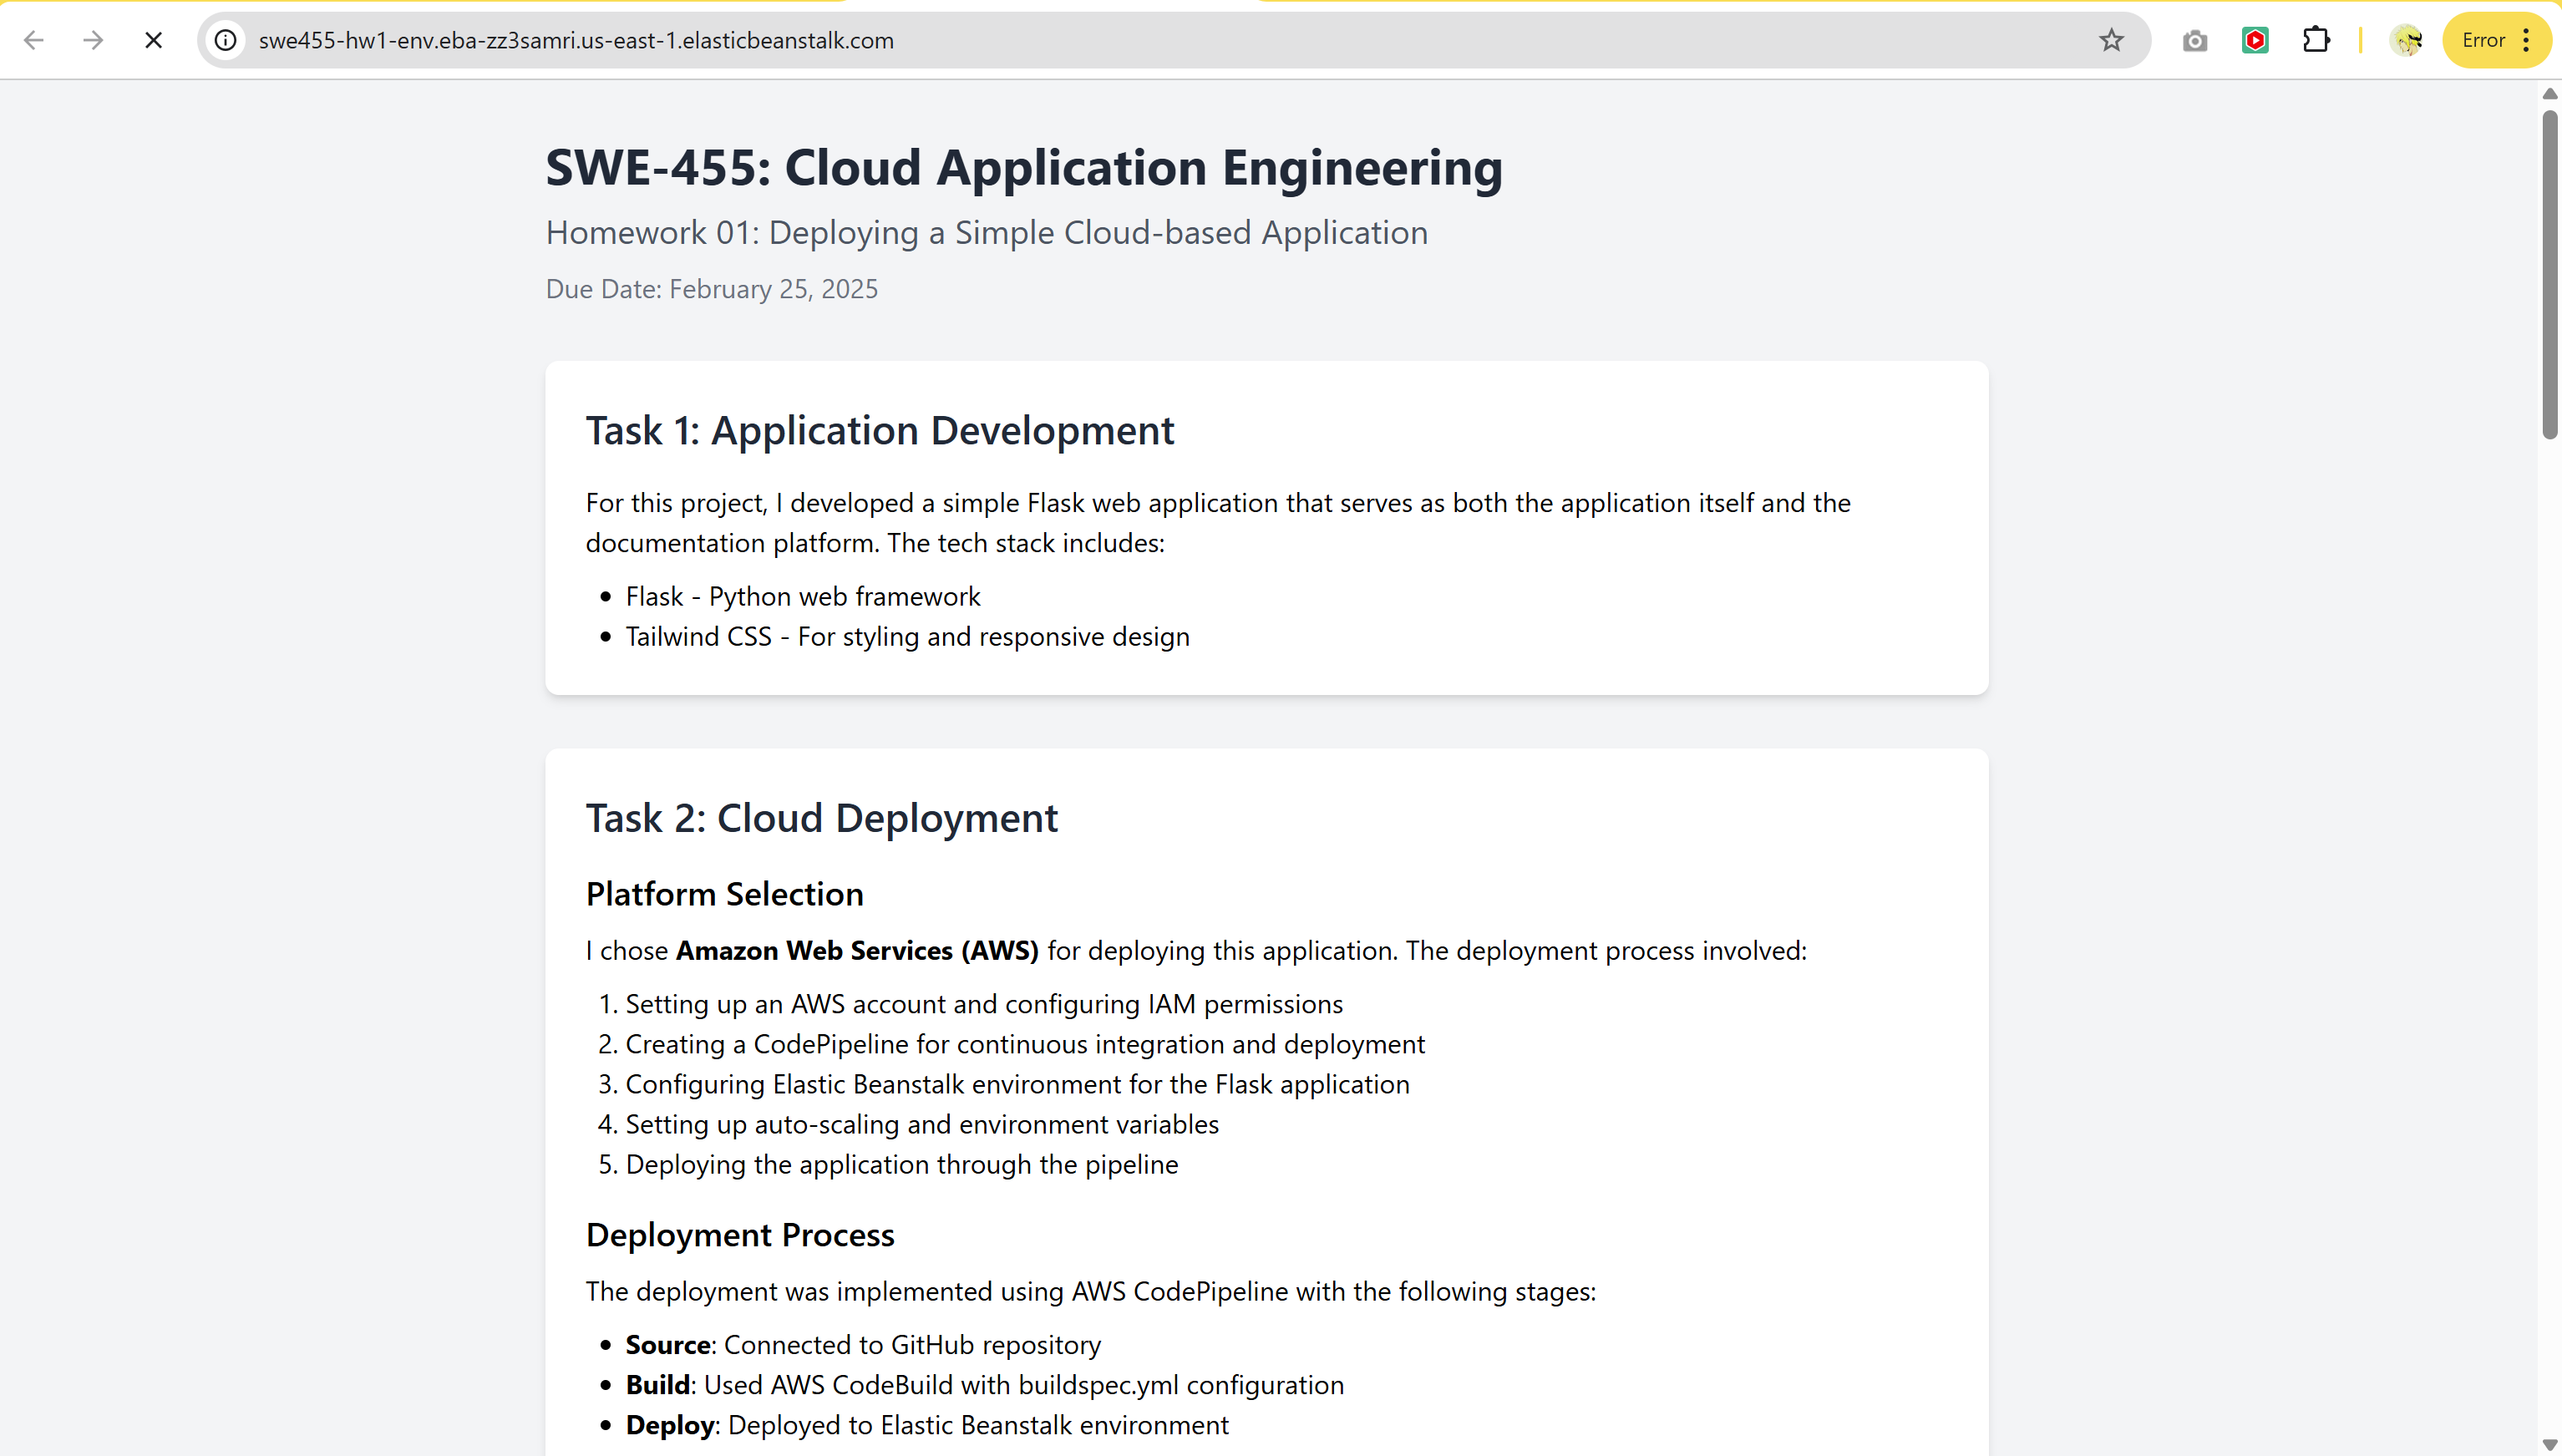 swe455-hw1-env.eba-zz3samri.us-east-1.elasticbeanstalk.com
Error
SWE-455: Cloud Application Engineering
Homework 01: Deploying a Simple Cloud-based Application
Due Date: February 25, 2025
Task 1: Application Development
For this project, I developed a simple Flask web application that serves as both the application itself and the
documentation platform. The tech stack includes:
• Flask - Python web framework
• Tailwind CSS - For styling and responsive design
Task 2: Cloud Deployment
Platform Selection
I chose Amazon Web Services (AWS) for deploying this application. The deployment process involved:
1. Setting up an AWS account and configuring IAM permissions
2. Creating a CodePipeline for continuous integration and deployment
3. Configuring Elastic Beanstalk environment for the Flask application
4. Setting up auto-scaling and environment variables
5. Deploying the application through the pipeline
Deployment Process
The deployment was implemented using AWS CodePipeline with the following stages:
• Source: Connected to GitHub repository
• Build: Used AWS CodeBuild with buildspec.yml configuration
• Deploy: Deployed to Elastic Beanstalk environment